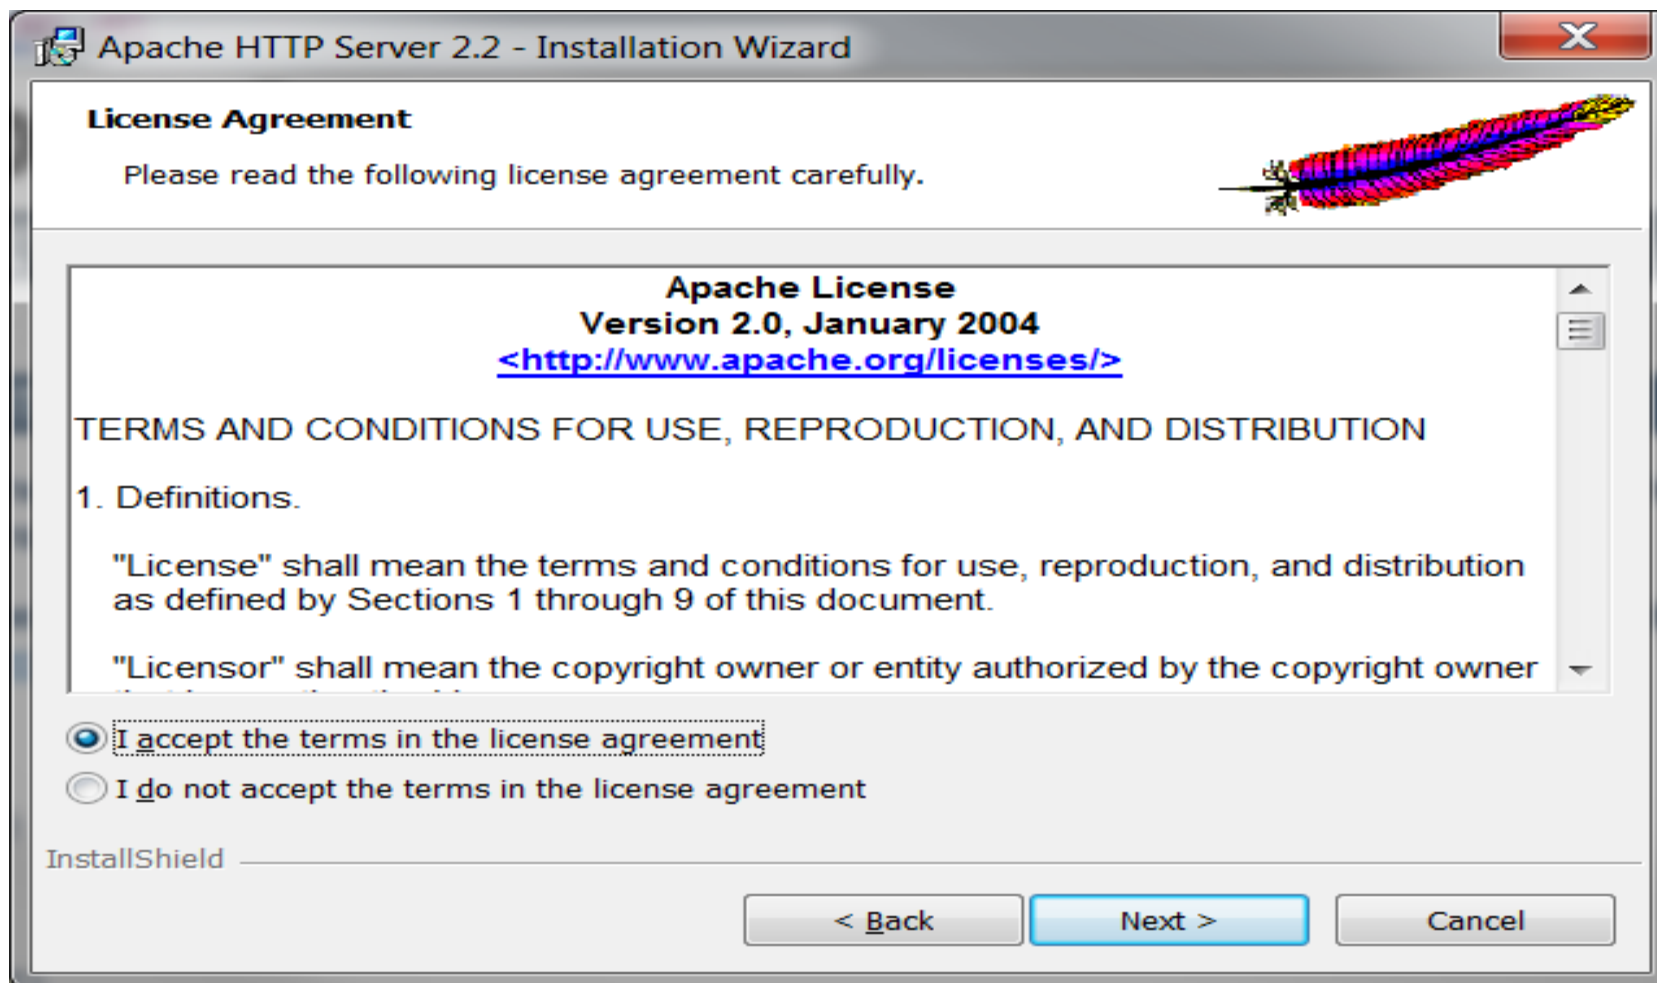 Apache HTTP Server 2.2 - Installation Wizard
License Agreement
Please read the following license agreement carefully.
Apache License
Version 2.0, January 2004
<http://www.apache.org/licenses/>
TERMS AND CONDITIONS FOR USE, REPRODUCTION, AND DISTRIBUTION
1. Definitions.
"License" shall mean the terms and conditions for use, reproduction, and distribution
as defined by Sections 1 through 9 of this document.
"Licensor" shall mean the copyright owner or entity authorized by the copyright owner
I accept the terms in the license agreement
I do not accept the terms in the license agreement
InstallShield
< Back
Next >
Cancel